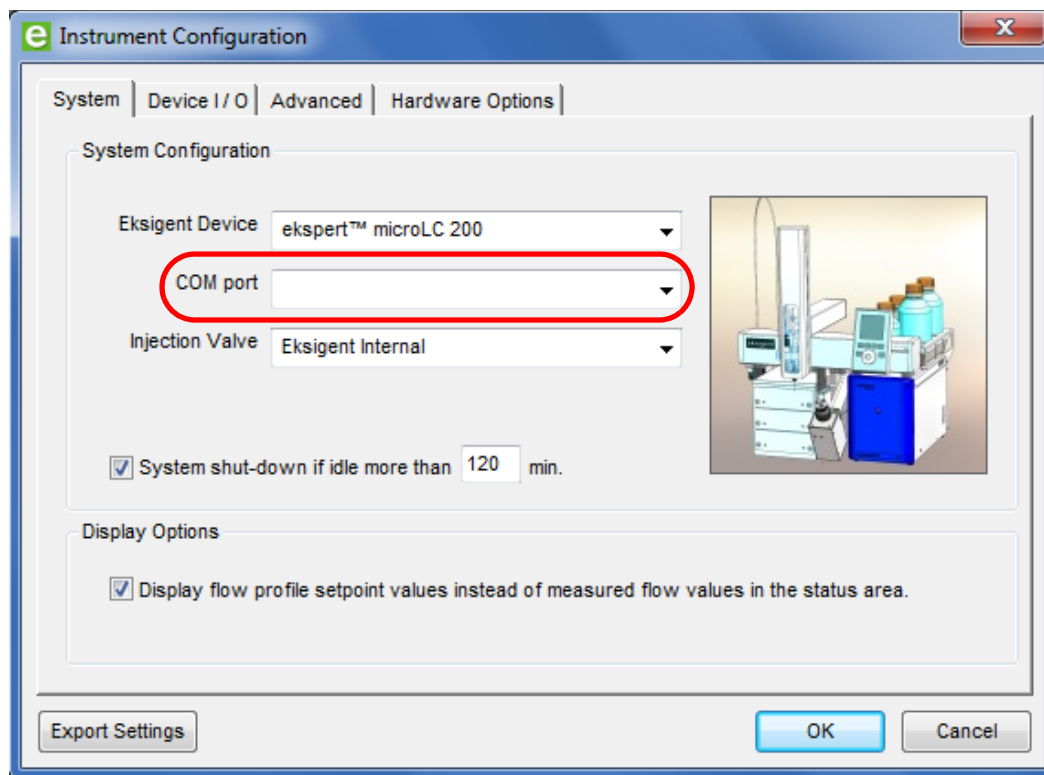 e Instrument Configuration
System Device I / O Advanced Hardware Options
System Configuration
Eksigent Device ekspert™ microLC 200
COM port
Injection Valve Eksigent Internal
System shut-down if idle more than 120 min.
Display Options
Display flow profile setpoint values instead of measured flow values in the status area.
Export Settings OK Cancel